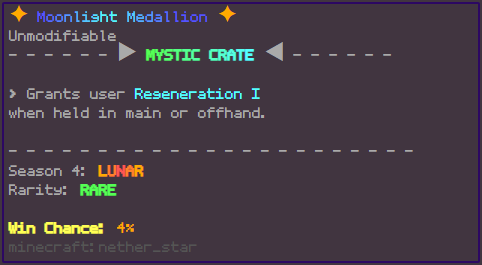 ✦ Moonlight Medallion ✦
Unmodifiable
- - - - - - ▶ MYSTIC CRATE ◀ - - - - - -
> Grants user Regeneration I
when held in main or offhand.
- - - - - - - - - - - - - - - - - - - - - - - -
Season 4: LUNAR
Rarity: RARE
Win Chance: 4%
minecraft:nether_star